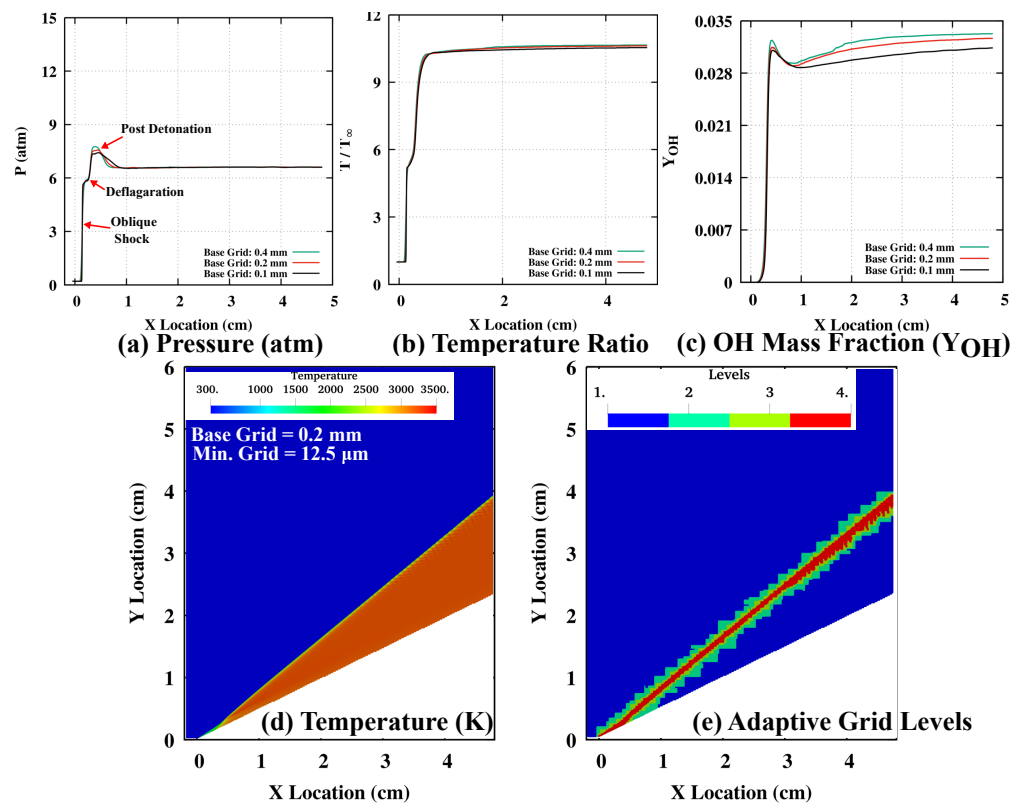 15
12
9
6
3
0
P (atm)
Post Detonation
Deflagaration
Oblique
Shock
Base Grid: 0.4 mm
Base Grid: 0.2 mm
Base Grid: 0.1 mm
0 1 2 3 4 5
X Location (cm)
(a) Pressure (atm)
12
10
8
6
4
2
0
T / T∞
Base Grid: 0.4 mm
Base Grid: 0.2 mm
Base Grid: 0.1 mm
0 1 2 3 4 5
X Location (cm)
(b) Temperature Ratio
0.035
0.028
0.021
0.014
0.007
0
Y_OH
Base Grid: 0.4 mm
Base Grid: 0.2 mm
Base Grid: 0.1 mm
0 1 2 3 4 5
X Location (cm)
(c) OH Mass Fraction (Y_OH)
Temperature
300. 1000 1500 2000 2500 3000 3500.
Base Grid = 0.2 mm
Min. Grid = 12.5 μm
6
5
4
3
2
1
0
Y Location (cm)
(d) Temperature (K)
0 1 2 3 4
X Location (cm)
Levels
1. 2 3 4.
6
5
4
3
2
1
0
Y Location (cm)
(e) Adaptive Grid Levels
0 1 2 3 4
X Location (cm)